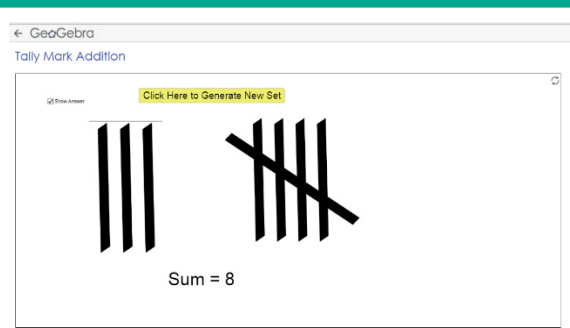 ← GeoGebra
Tally Mark Addition
Click Here to Generate New Set
Show Answer
Sum = 8